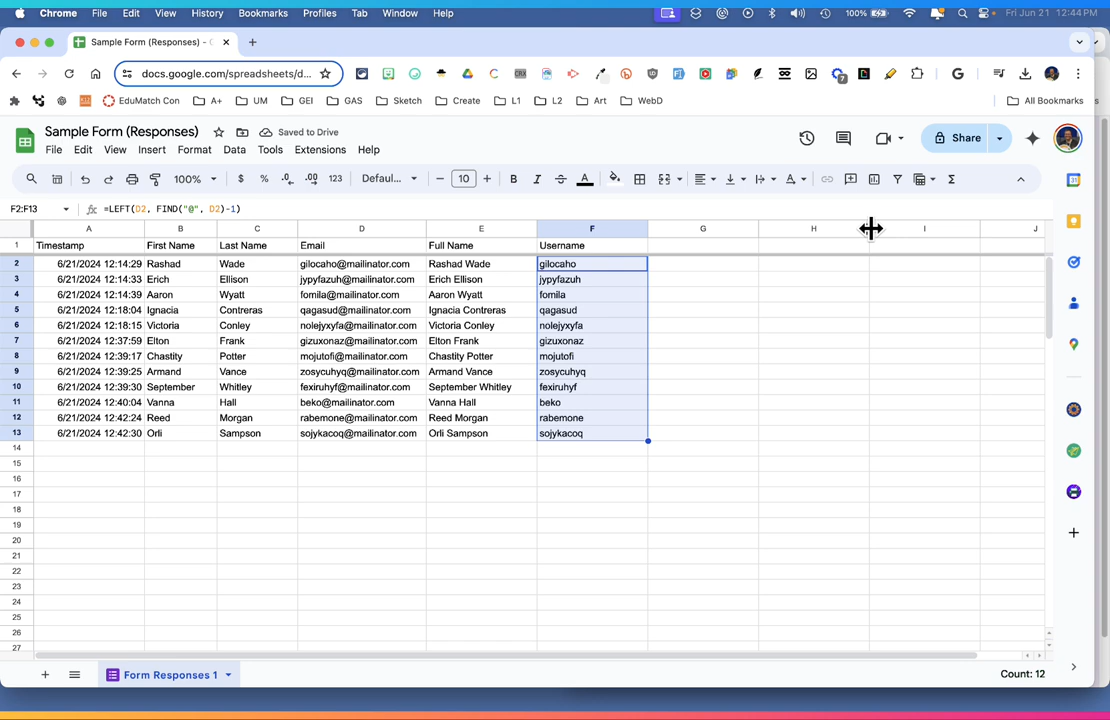 Chrome File Edit View History Bookmarks Profiles Tab Window Help 100% Fri Jun 21 12:44 PM
Sample Form (Responses) -
docs.google.com/spreadsheets/d...
EduMatch Con A+ UM GEI GAS Sketch Create L1 L2 Art WebD All Bookmarks
Sample Form (Responses) Saved to Drive
File Edit View Insert Format Data Tools Extensions Help Share
100% $ % .0 .00 123 Defaul... − 10 + B I A
F2:F13 fx =LEFT(D2, FIND("@", D2)-1)
A B C D E F G H I J
1 Timestamp First Name Last Name Email Full Name Username
2 6/21/2024 12:14:29 Rashad Wade gilocaho@mailinator.com Rashad Wade gilocaho
3 6/21/2024 12:14:33 Erich Ellison jypyfazuh@mailinator.com Erich Ellison jypyfazuh
4 6/21/2024 12:14:39 Aaron Wyatt fomila@mailinator.com Aaron Wyatt fomila
5 6/21/2024 12:18:04 Ignacia Contreras qagasud@mailinator.com Ignacia Contreras qagasud
6 6/21/2024 12:18:15 Victoria Conley nolejyxyfa@mailinator.com Victoria Conley nolejyxyfa
7 6/21/2024 12:37:59 Elton Frank gizuxonaz@mailinator.com Elton Frank gizuxonaz
8 6/21/2024 12:39:17 Chastity Potter mojutofi@mailinator.com Chastity Potter mojutofi
9 6/21/2024 12:39:25 Armand Vance zosycuhyq@mailinator.com Armand Vance zosycuhyq
10 6/21/2024 12:39:30 September Whitley fexiruhyf@mailinator.com September Whitley fexiruhyf
11 6/21/2024 12:40:04 Vanna Hall beko@mailinator.com Vanna Hall beko
12 6/21/2024 12:42:24 Reed Morgan rabemone@mailinator.com Reed Morgan rabemone
13 6/21/2024 12:42:30 Orli Sampson sojykacoq@mailinator.com Orli Sampson sojykacoq
14
15
16
17
18
19
20
21
22
23
24
25
26
27
Form Responses 1 Count: 12